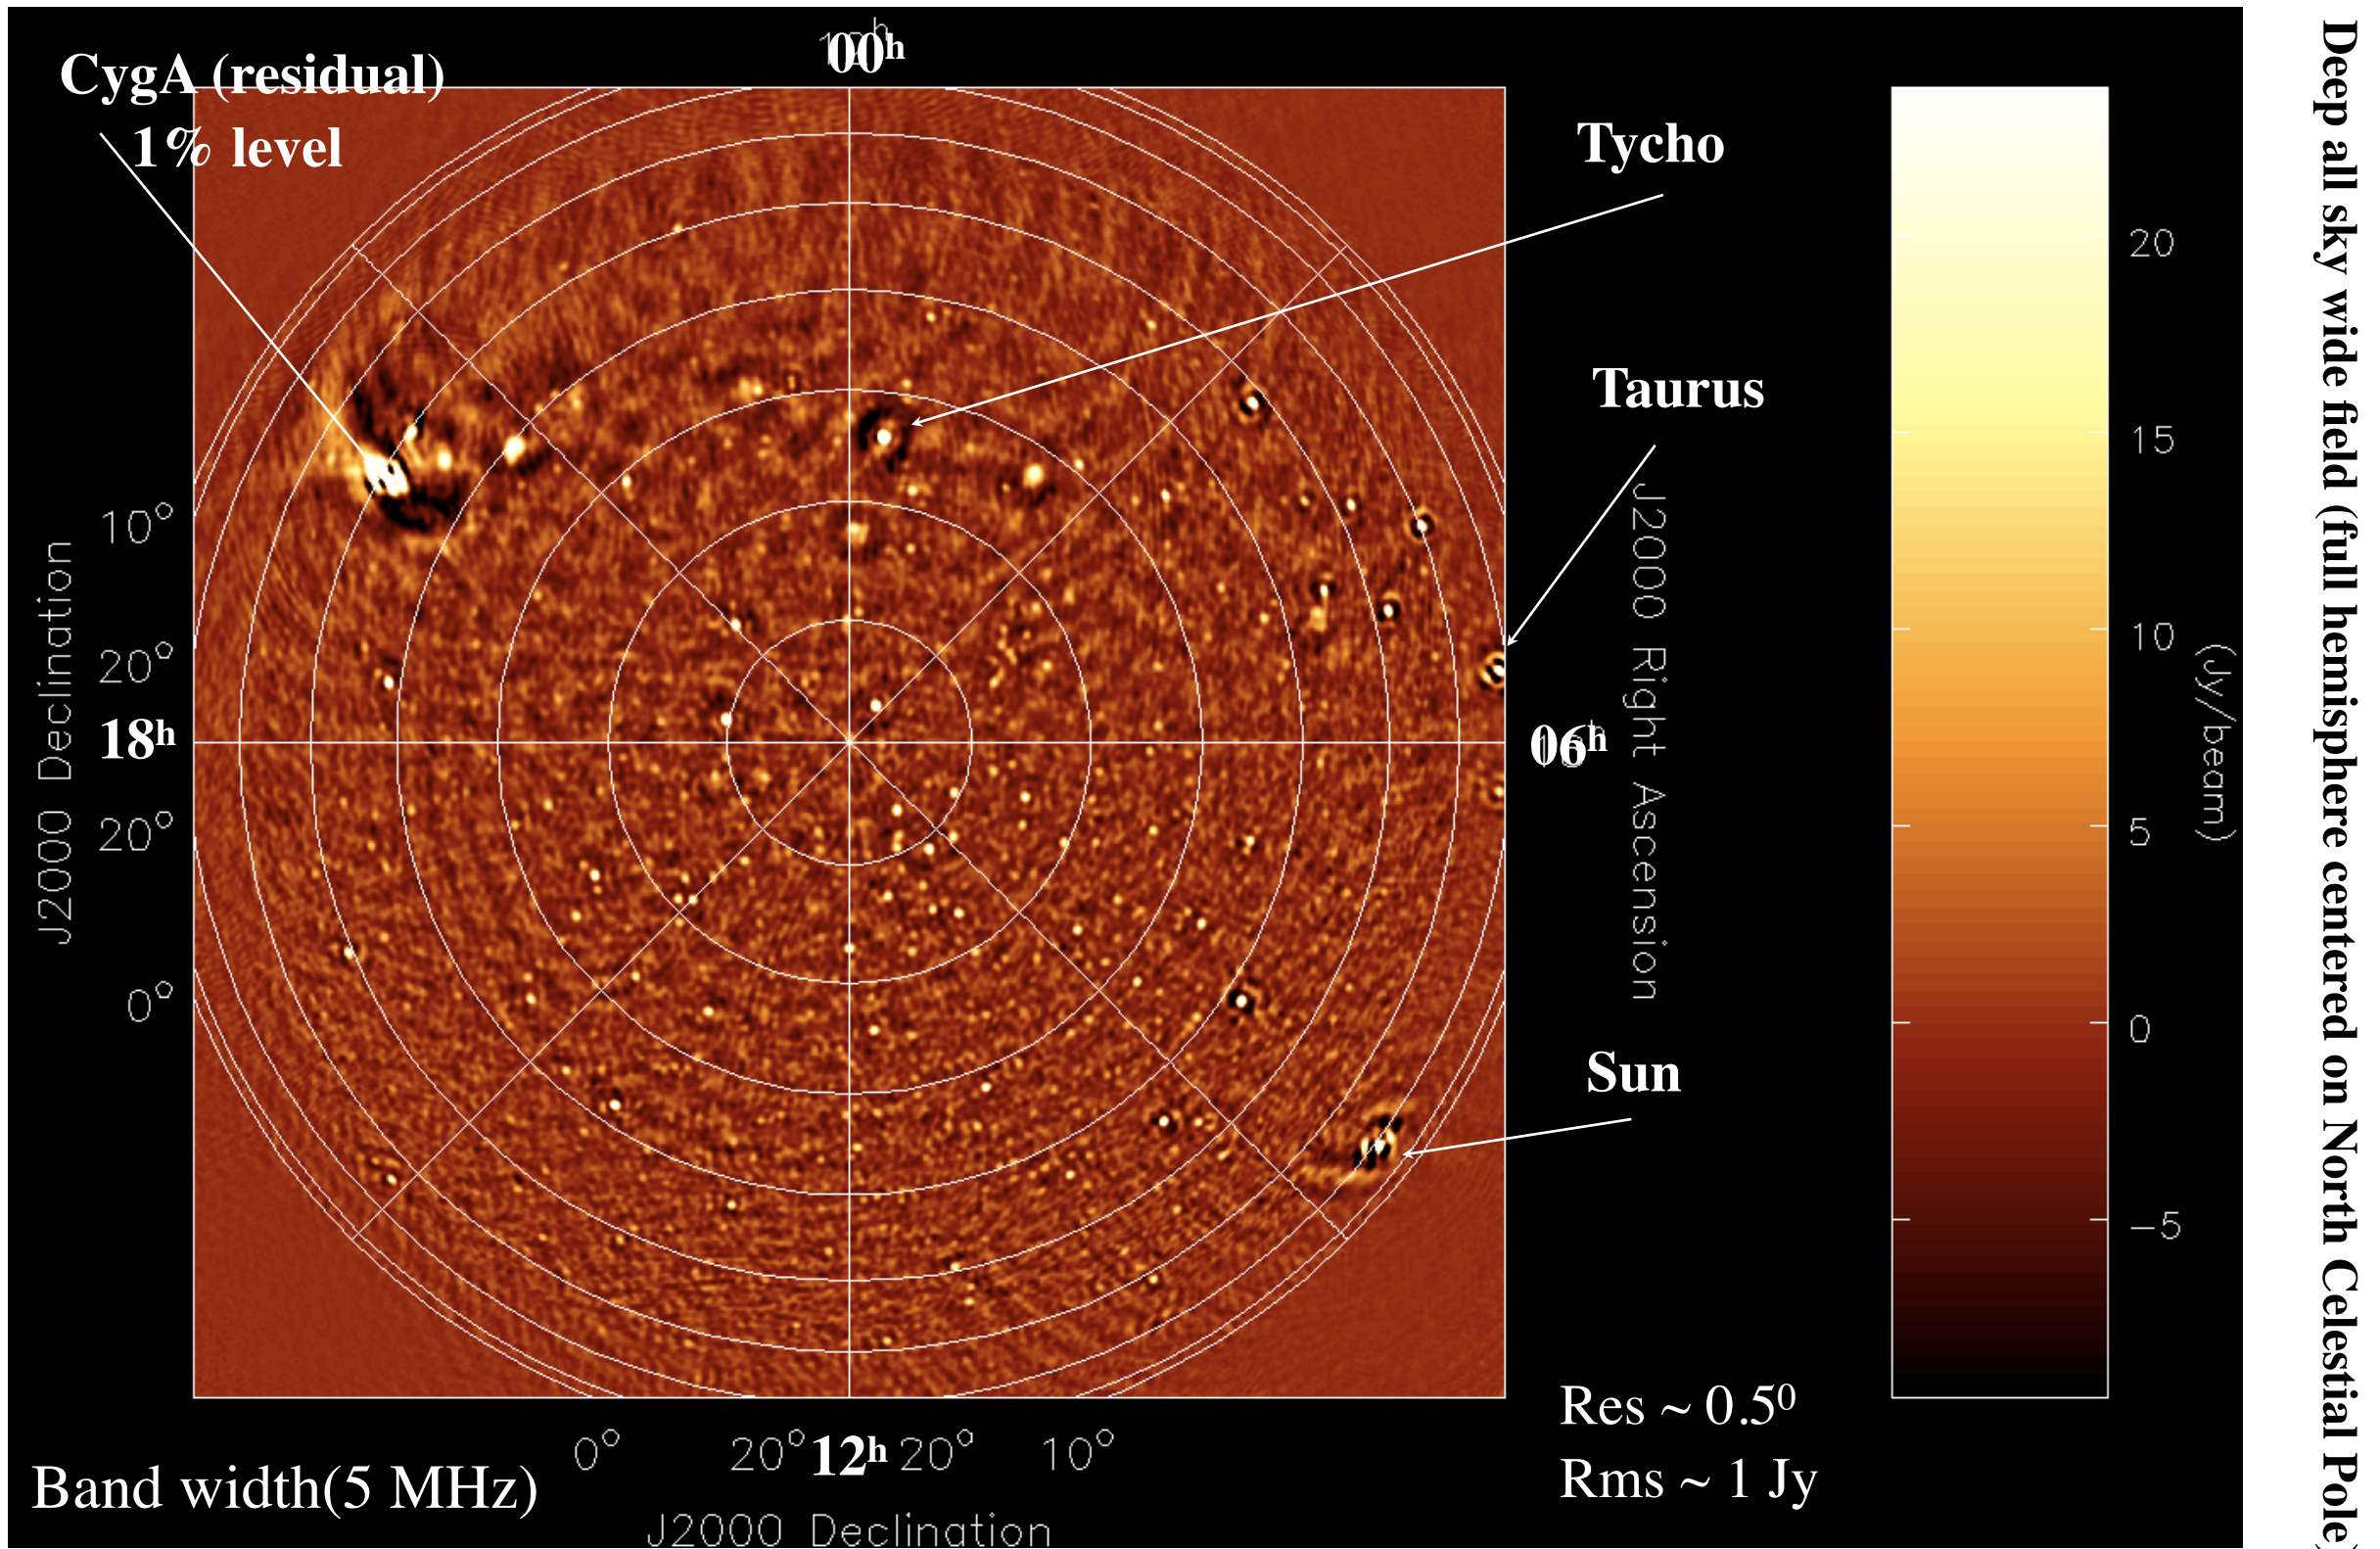 CygA (residual)
1% level
00h
Tycho
Taurus
Sun
10°
20°
18h
20°
0°
J2000 Declination
06h
J2000 Right Ascension
20
15
10
5
0
−5
(Jy/beam)
0°
20°
12h
20°
10°
J2000 Declination
Band width(5 MHz)
Res ~ 0.5⁰
Rms ~ 1 Jy
Deep all sky wide field (full hemisphere centered on North Celestial Pole)